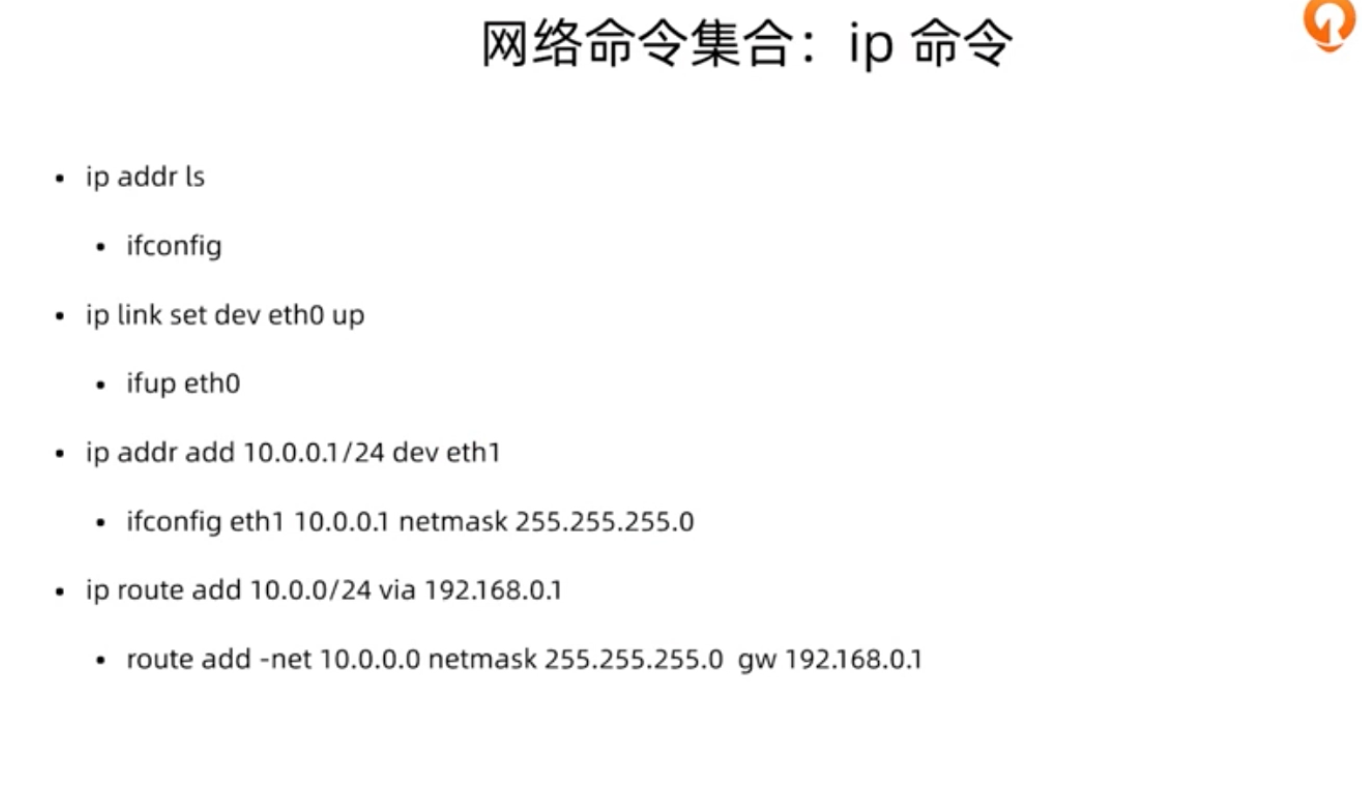 网络命令集合：ip 命令
• ip addr ls
• ifconfig
• ip link set dev eth0 up
• ifup eth0
• ip addr add 10.0.0.1/24 dev eth1
• ifconfig eth1 10.0.0.1 netmask 255.255.255.0
• ip route add 10.0.0/24 via 192.168.0.1
• route add -net 10.0.0.0 netmask 255.255.255.0  gw 192.168.0.1